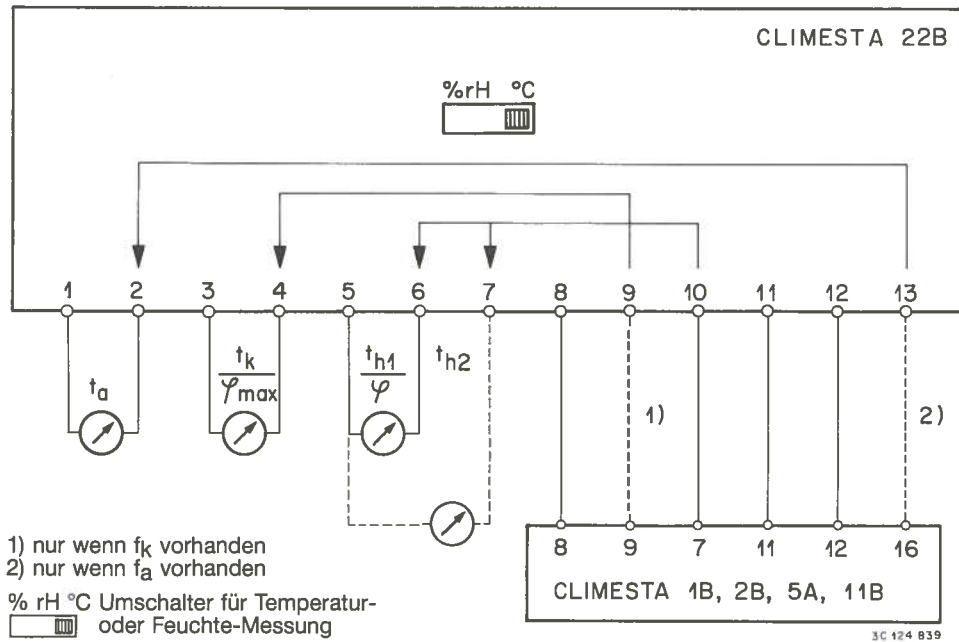 CLIMESTA 22B
%rH °C
1 2 3 4 5 6 7 8 9 10 11 12 13
ta
tk
φmax
th1
φ
th2
1)
2)
8 9 7 11 12 16
CLIMESTA 1B, 2B, 5A, 11B
1) nur wenn fk vorhanden
2) nur wenn fa vorhanden
% rH °C Umschalter für Temperatur-
oder Feuchte-Messung
3C 124 839